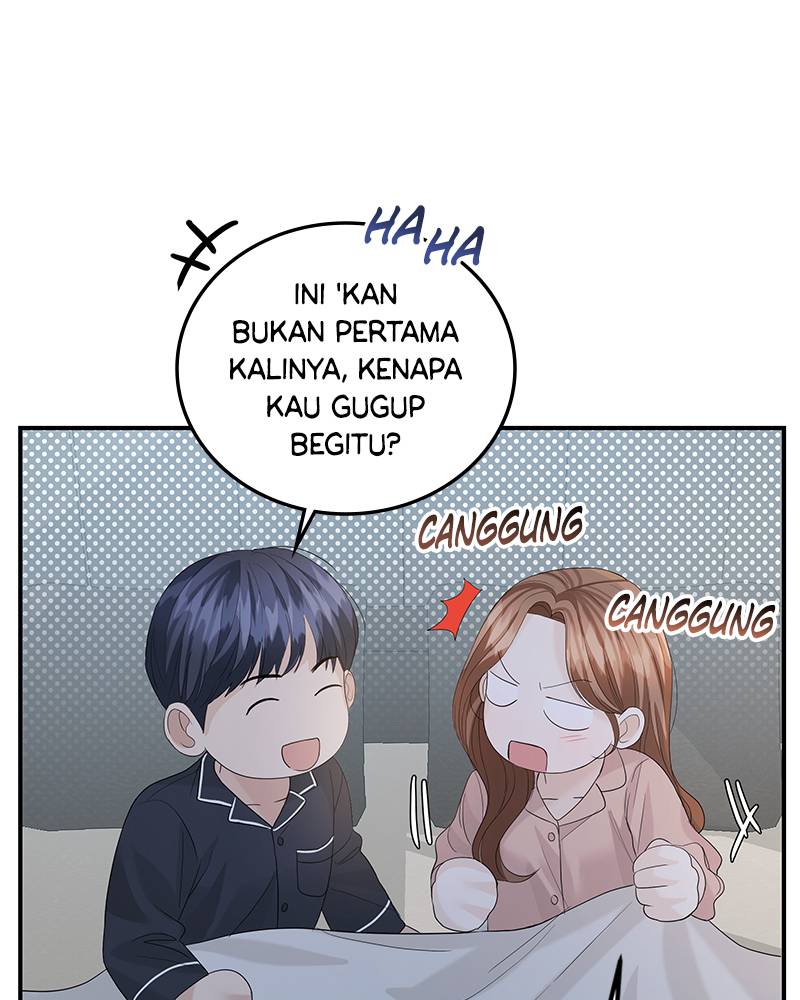 HA
HA
INI 'KAN
BUKAN PERTAMA
KALINYA, KENAPA
KAU GUGUP
BEGITU?
CANGGUNG
CANGGUNG